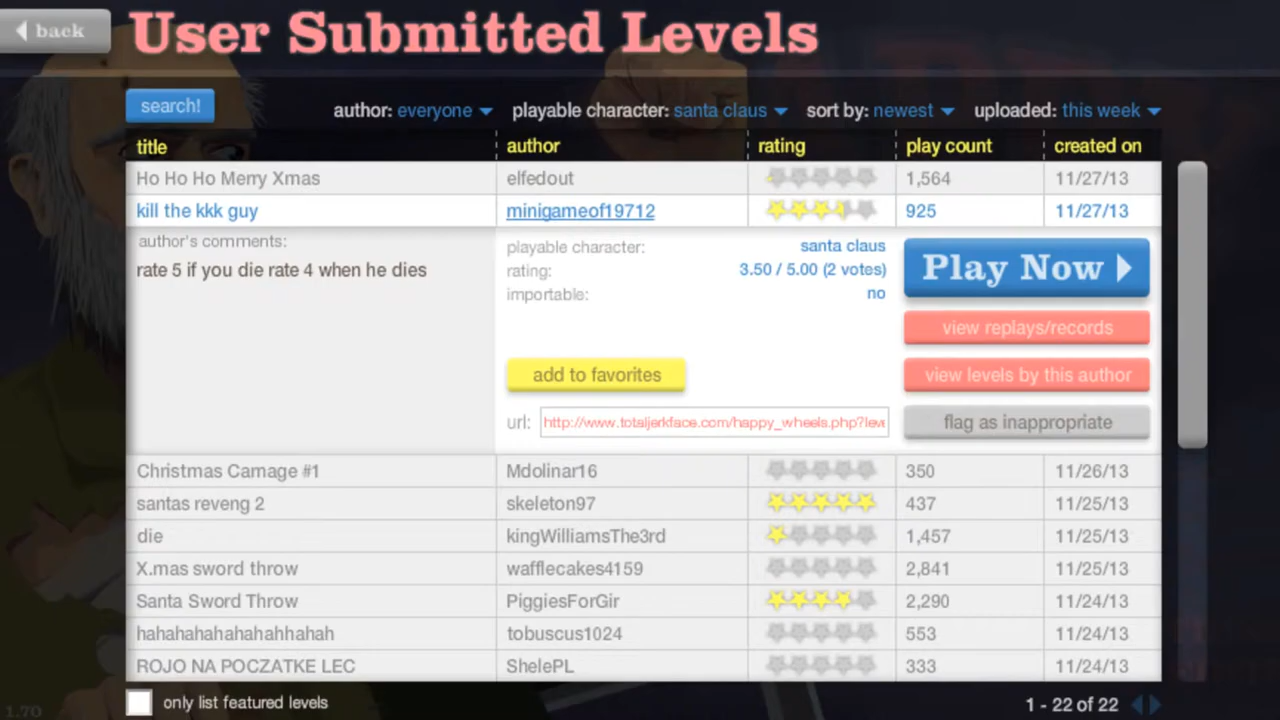 back
User Submitted Levels
search!
author: everyone playable character: santa claus sort by: newest uploaded: this week
title author rating play count created on
Ho Ho Ho Merry Xmas elfedout 1,564 11/27/13
kill the kkk guy minigameof19712 925 11/27/13
author's comments:
rate 5 if you die rate 4 when he dies
playable character: santa claus
rating: 3.50 / 5.00 (2 votes)
importable: no
Play Now
view replays/records
add to favorites
view levels by this author
url: http://www.totaljerkface.com/happy_wheels.php?leve
flag as inappropriate
Christmas Carnage #1 Mdolinar16 350 11/26/13
santas reveng 2 skeleton97 437 11/25/13
die kingWilliamsThe3rd 1,457 11/25/13
X.mas sword throw wafflecakes4159 2,841 11/25/13
Santa Sword Throw PiggiesForGir 2,290 11/24/13
hahahahahahahhahah tobuscus1024 553 11/24/13
ROJO NA POCZATKE LEC ShelePL 333 11/24/13
only list featured levels
1 - 22 of 22
1.70